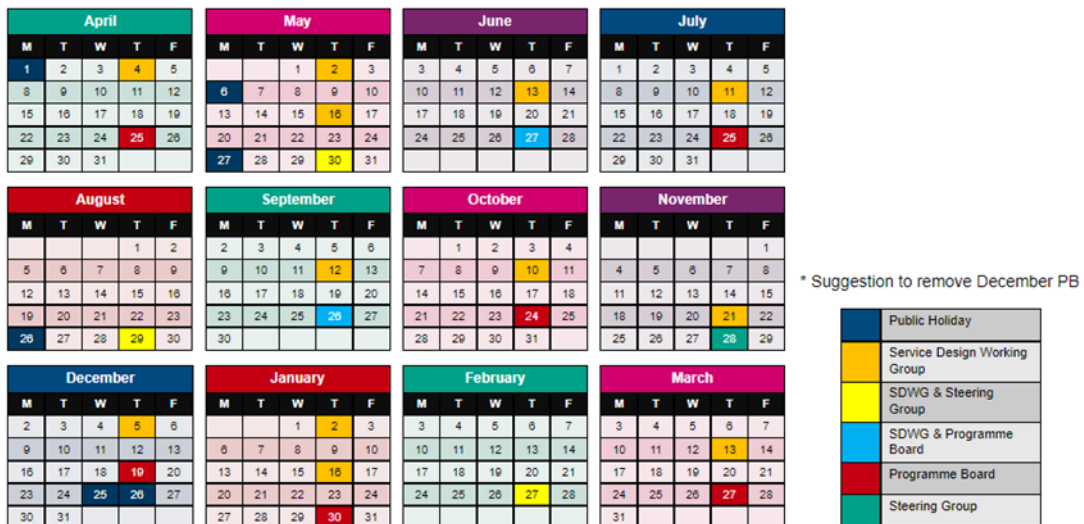 April May June July
M T W T F M T W T F M T W T F M T W T F
1 2 3 4 5 1 2 3 3 4 5 6 7 1 2 3 4 5
8 9 10 11 12 6 7 8 9 10 10 11 12 13 14 8 9 10 11 12
15 16 17 18 19 13 14 15 16 17 17 18 19 20 21 15 16 17 18 19
22 23 24 25 26 20 21 22 23 24 24 25 26 27 28 22 23 24 25 26
29 30 31 27 28 29 30 31 29 30 31
August September October November
M T W T F M T W T F M T W T F M T W T F
1 2 2 3 4 5 6 1 2 3 4 1
5 6 7 8 9 9 10 11 12 13 7 8 9 10 11 4 5 6 7 8
12 13 14 15 16 16 17 18 19 20 14 15 16 17 18 11 12 13 14 15
19 20 21 22 23 23 24 25 26 27 21 22 23 24 25 18 19 20 21 22
26 27 28 29 30 30 28 29 30 31 25 26 27 28 29
December January February March
M T W T F M T W T F M T W T F M T W T F
2 3 4 5 6 1 2 3 3 4 5 6 7 3 4 5 6 7
9 10 11 12 13 6 7 8 9 10 10 11 12 13 14 10 11 12 13 14
16 17 18 19 20 13 14 15 16 17 17 18 19 20 21 17 18 19 20 21
23 24 25 26 27 20 21 22 23 24 24 25 26 27 28 24 25 26 27 28
30 31 27 28 29 30 31 31
* Suggestion to remove December PB
Public Holiday
Service Design Working
Group
SDWG & Steering
Group
SDWG & Programme
Board
Programme Board
Steering Group